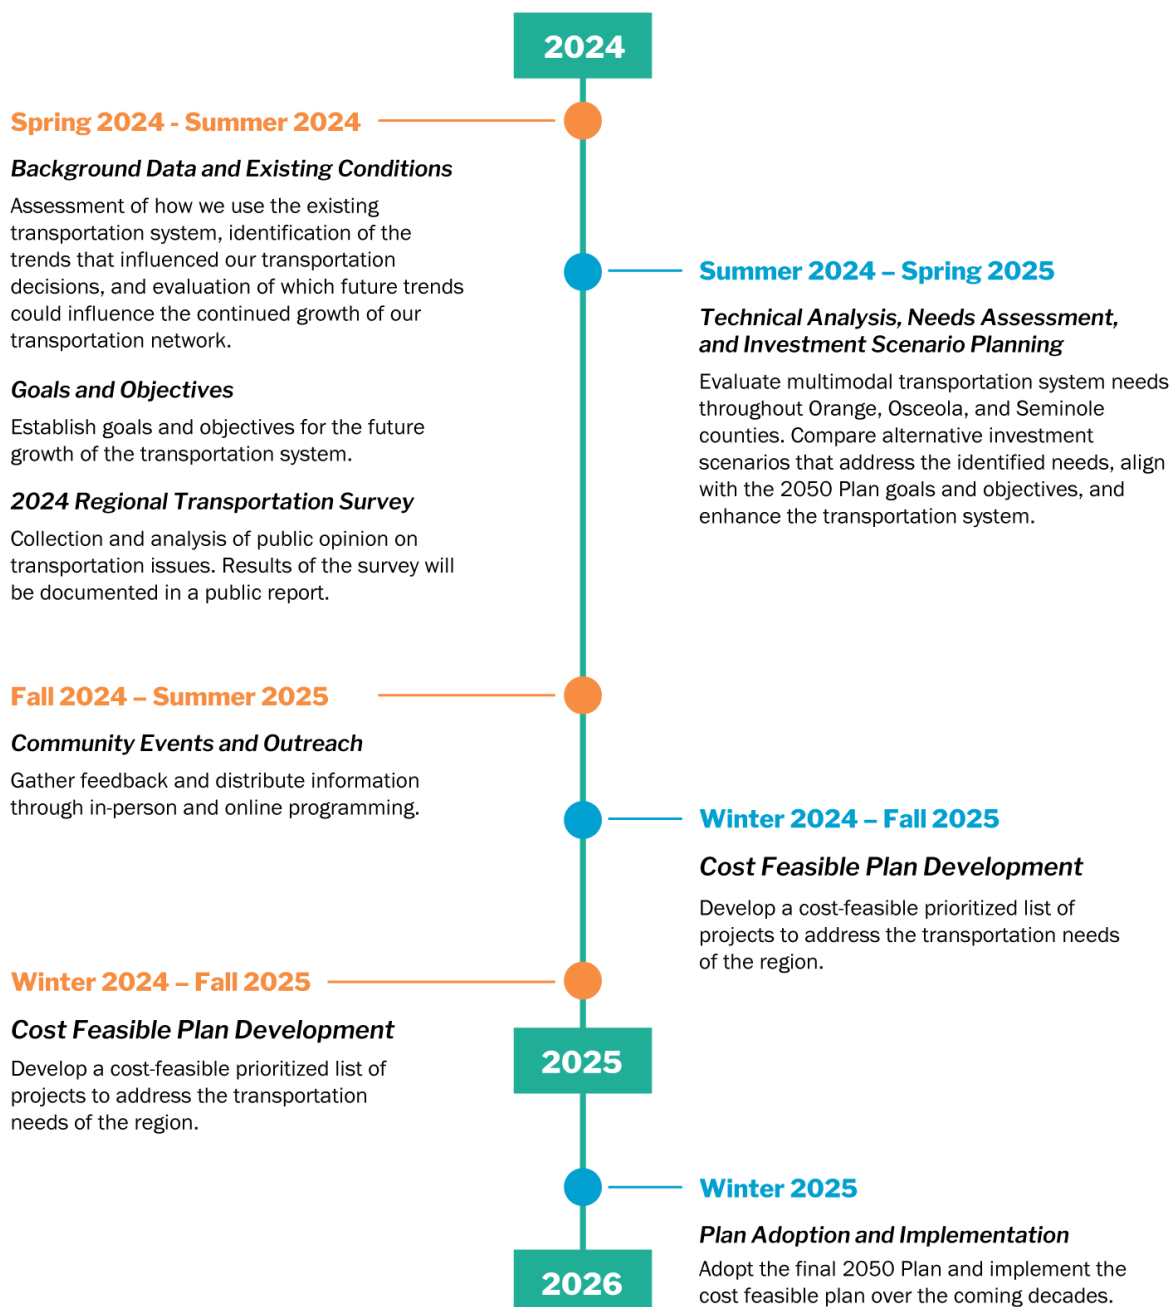 2024
Spring 2024 - Summer 2024
Background Data and Existing Conditions
Assessment of how we use the existing
transportation system, identification of the
trends that influenced our transportation
decisions, and evaluation of which future trends
could influence the continued growth of our
transportation network.
Goals and Objectives
Establish goals and objectives for the future
growth of the transportation system.
2024 Regional Transportation Survey
Collection and analysis of public opinion on
transportation issues. Results of the survey will
be documented in a public report.
Summer 2024 – Spring 2025
Technical Analysis, Needs Assessment,
and Investment Scenario Planning
Evaluate multimodal transportation system needs
throughout Orange, Osceola, and Seminole
counties. Compare alternative investment
scenarios that address the identified needs, align
with the 2050 Plan goals and objectives, and
enhance the transportation system.
Fall 2024 – Summer 2025
Community Events and Outreach
Gather feedback and distribute information
through in-person and online programming.
Winter 2024 – Fall 2025
Cost Feasible Plan Development
Develop a cost-feasible prioritized list of
projects to address the transportation needs
of the region.
Winter 2024 – Fall 2025
Cost Feasible Plan Development
Develop a cost-feasible prioritized list of
projects to address the transportation
needs of the region.
2025
Winter 2025
Plan Adoption and Implementation
Adopt the final 2050 Plan and implement the
cost feasible plan over the coming decades.
2026